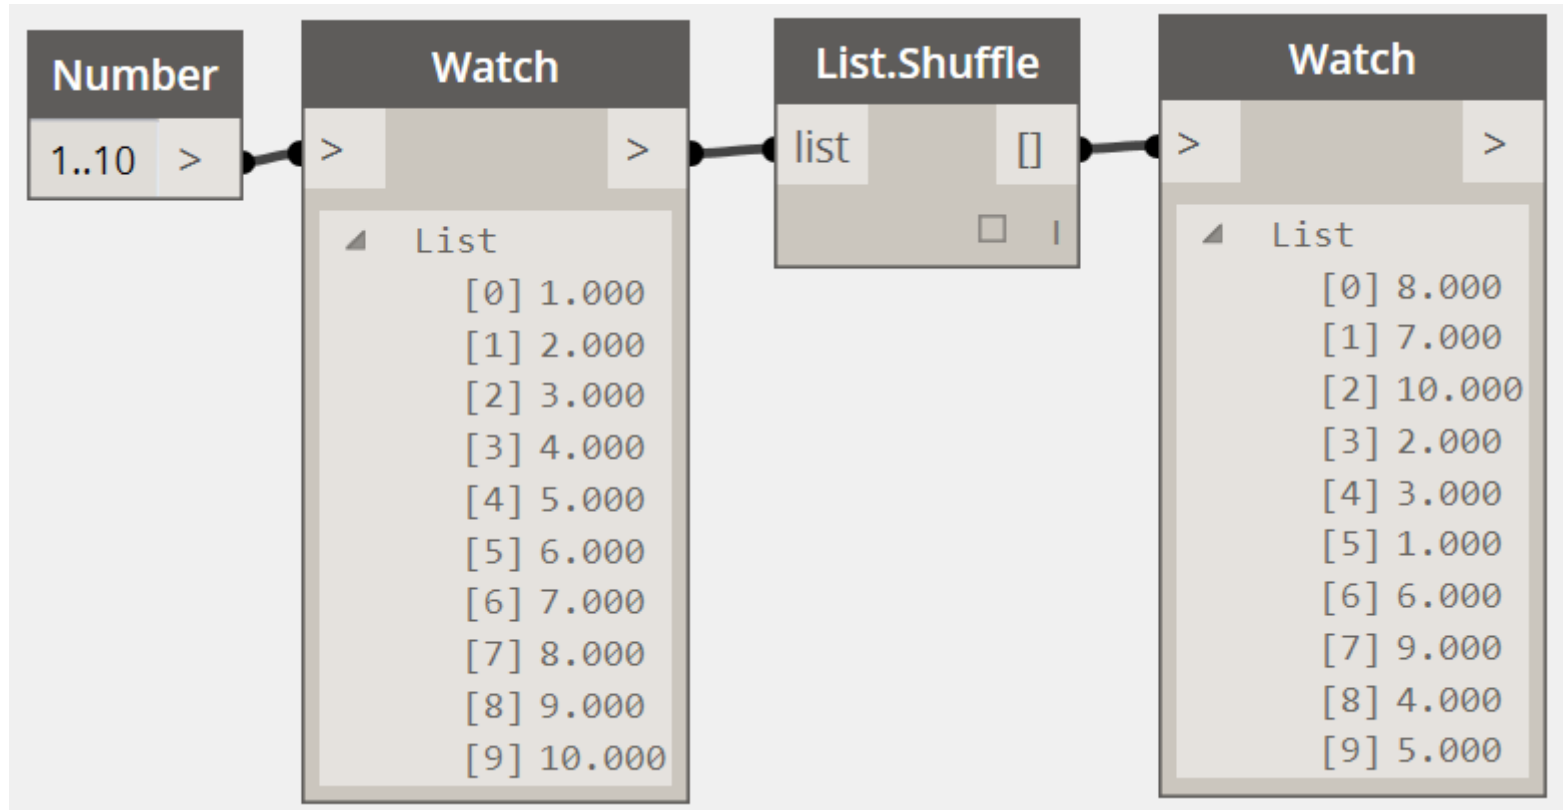 Number
1..10 >
Watch
> >
List
[0] 1.000
[1] 2.000
[2] 3.000
[3] 4.000
[4] 5.000
[5] 6.000
[6] 7.000
[7] 8.000
[8] 9.000
[9] 10.000
List.Shuffle
list []
l
Watch
> >
List
[0] 8.000
[1] 7.000
[2] 10.000
[3] 2.000
[4] 3.000
[5] 1.000
[6] 6.000
[7] 9.000
[8] 4.000
[9] 5.000